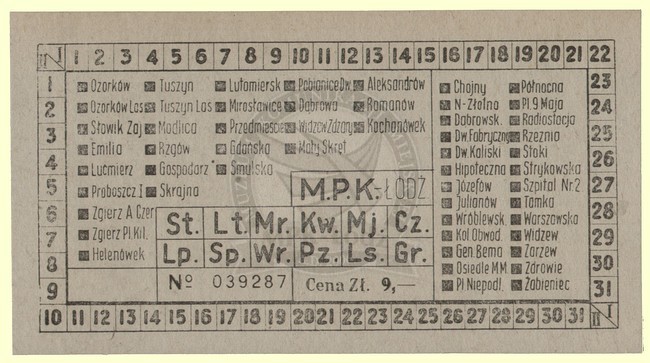 I II 1 2 3 4 5 6 7 8 9 10 11 12 13 14 15 16 17 18 19 20 21 22
1 Ozorków Tuszyn Lutomiersk Pabianice Dw. Aleksandrów Chojny Północna 23
2 Ozorków Las Tuszyn Las Mirosławice Dąbrowa Romanów N-Złotno Pl. 9 Maja 24
3 Słowik Zaj Modlica Przedmieście Widzew Żdżary Kochanówek Dąbrowsk. Radiostacja
Emilia Rzgów Gdańska Mały Skręt Dw. Fabryczny Rzeźnia 25
4 Lućmierz Gospodarz Smulska Dw. Kaliski Stoki
Proboszcz. Skrajna Hipoteczna Strykowska 26
5 M.P.K.-ŁÓDŹ Józefów Szpital Nr 2 27
6 Zgierz A. Czer St. Lt. Mr. Kw. Mj. Cz. Julianów Tamka 28
7 Zgierz Pl. Kil. Wróblewsk. Warszawska
Helenówek Lp. Sp. Wr. Pz. Ls. Gr. Kol Obwod. Widzew 29
8 Gen. Bema Zarzew 30
9 Nº 039287 Cena Zł. 9,— Osiedle MM Zdrowie
Pl. Niepodl. Żabieniec 31
10 11 12 13 14 15 16 17 18 19 20 21 22 23 24 25 26 27 28 29 30 31 I II